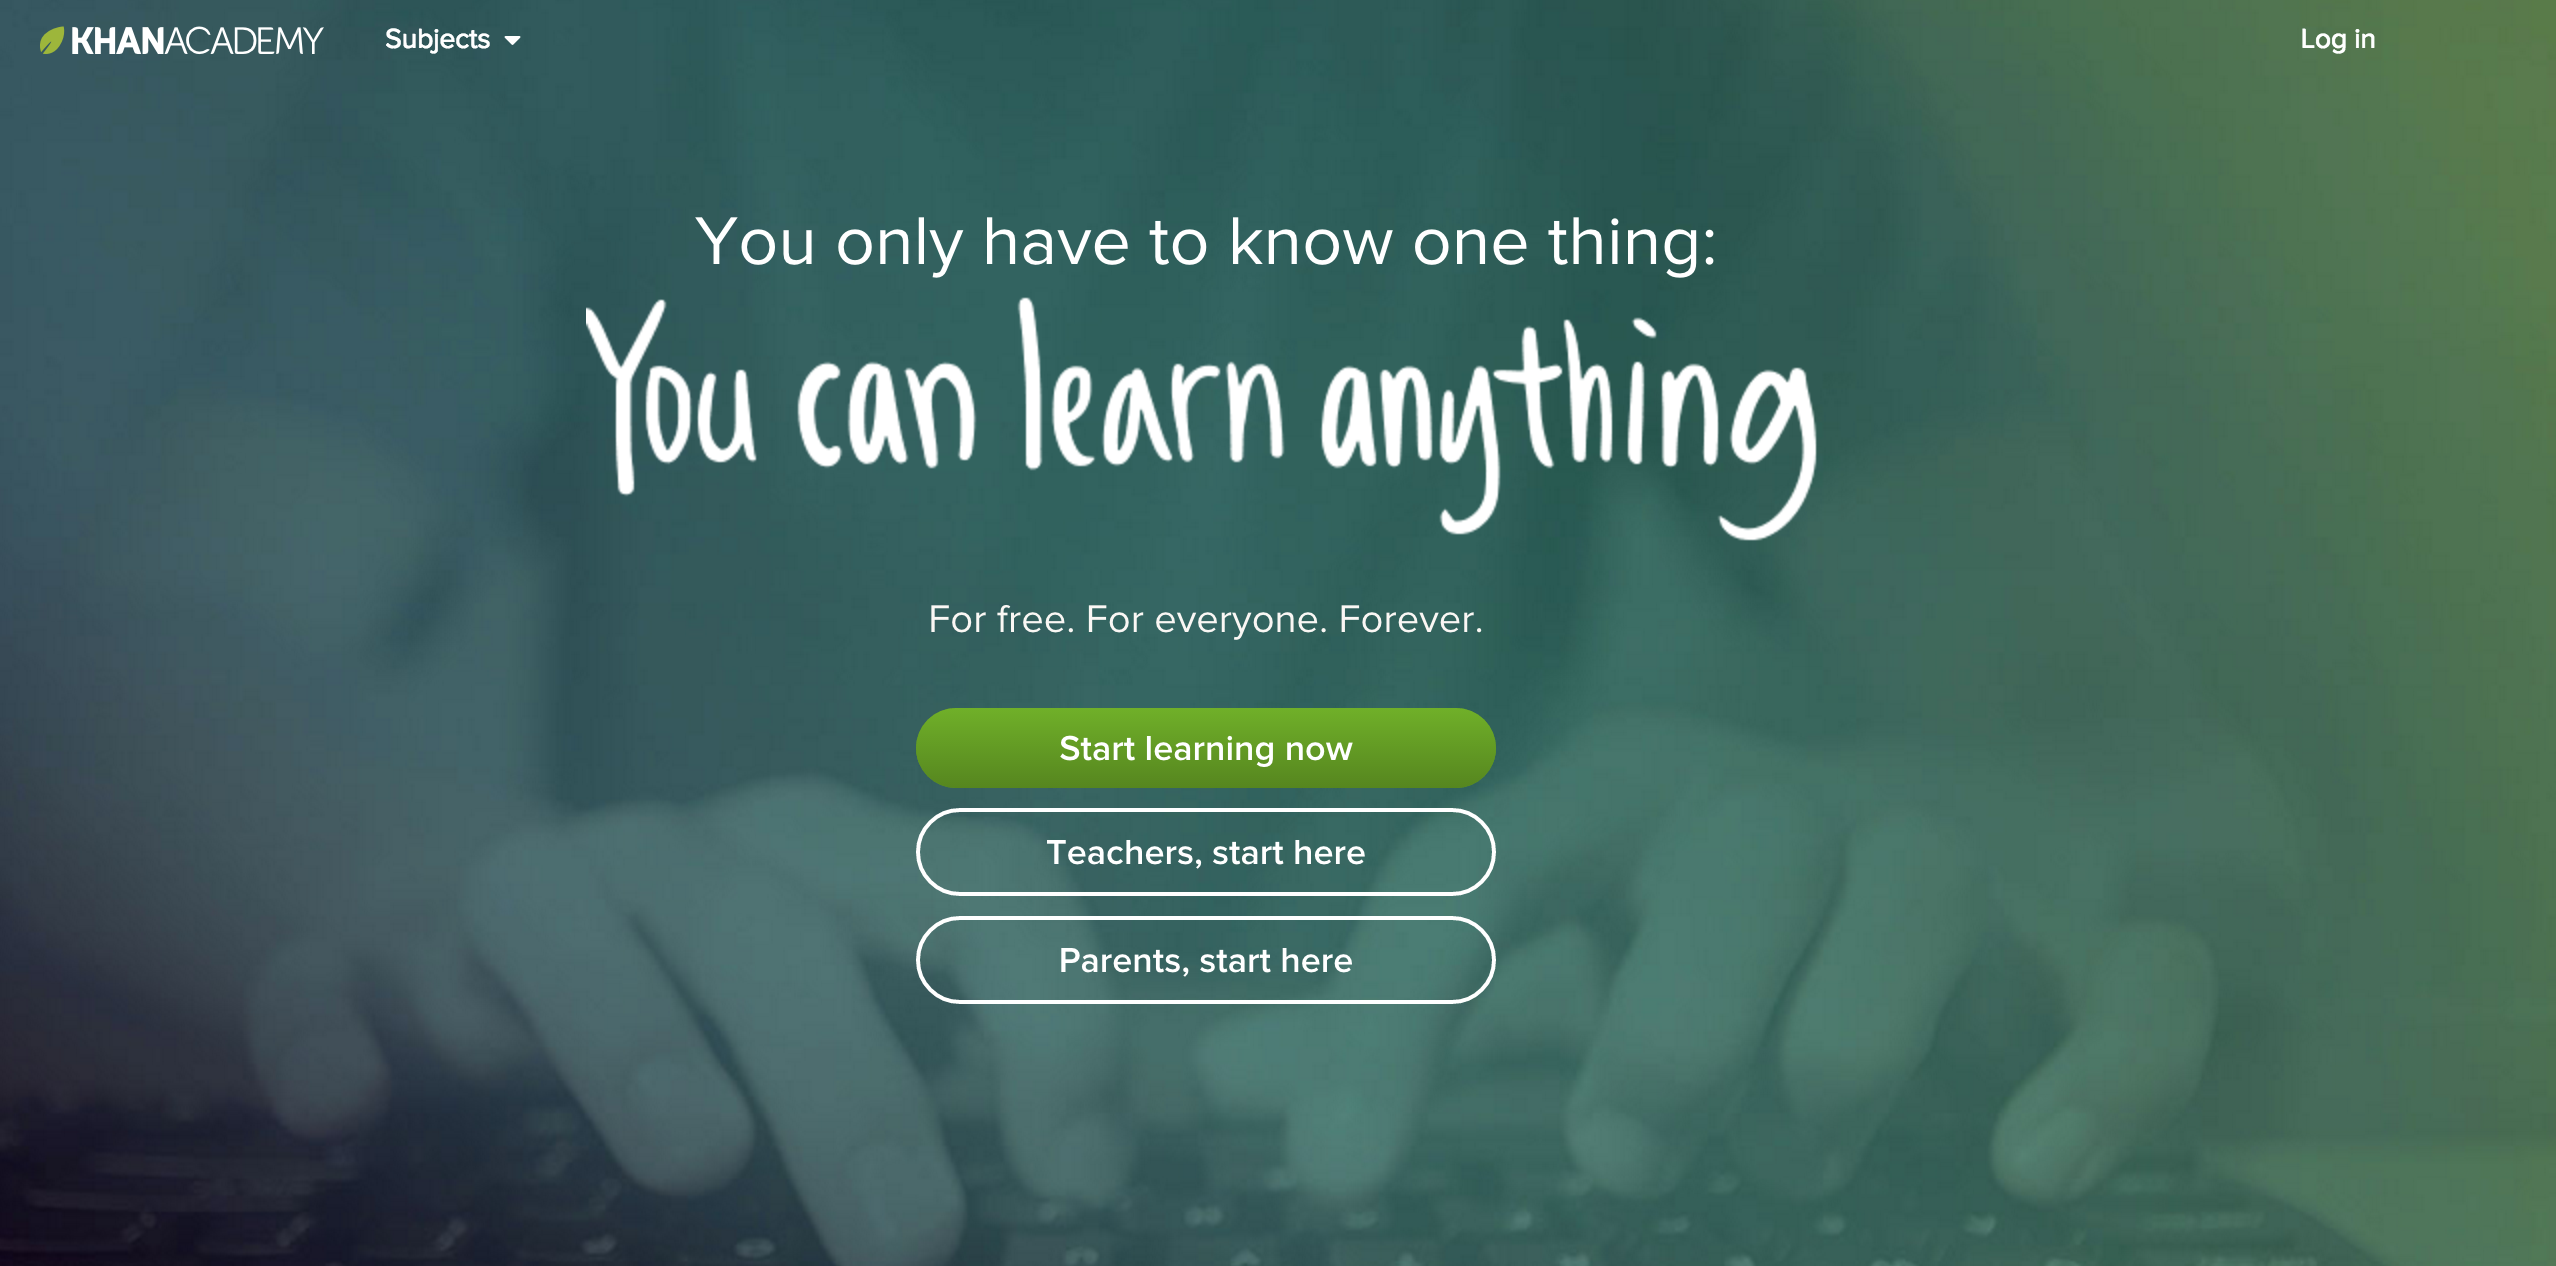 KHANACADEMY
Subjects
Log in
You only have to know one thing:
You can learn anything
For free. For everyone. Forever.
Start learning now
Teachers, start here
Parents, start here